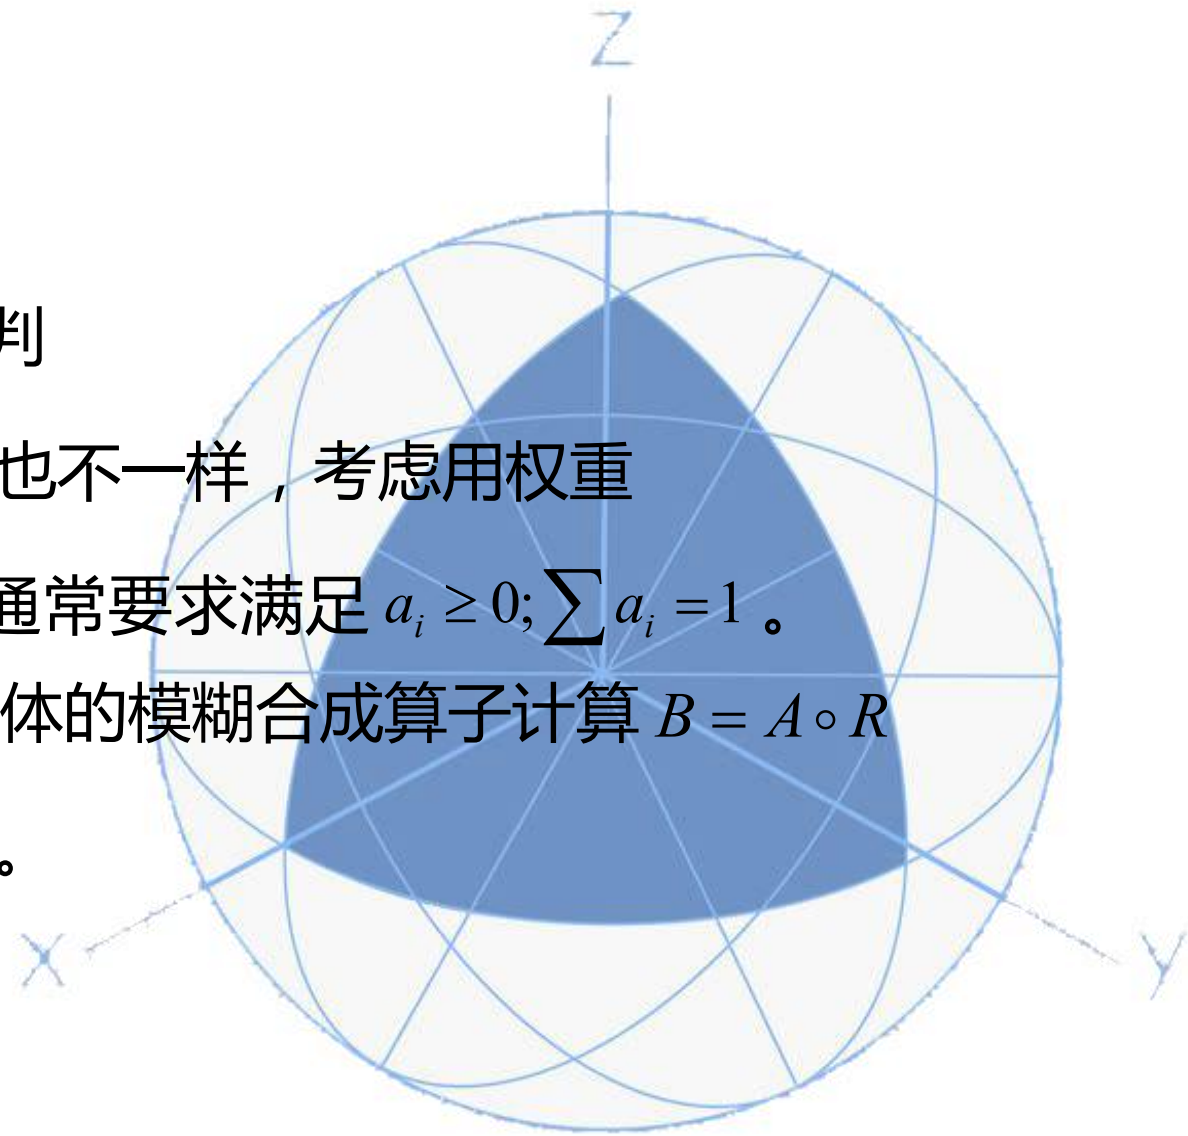 Z
判
也不一样，考虑用权重
通常要求满足 a_i ≥ 0; ∑ a_i = 1 。
体的模糊合成算子计算 B = A ∘ R
。
X
Y